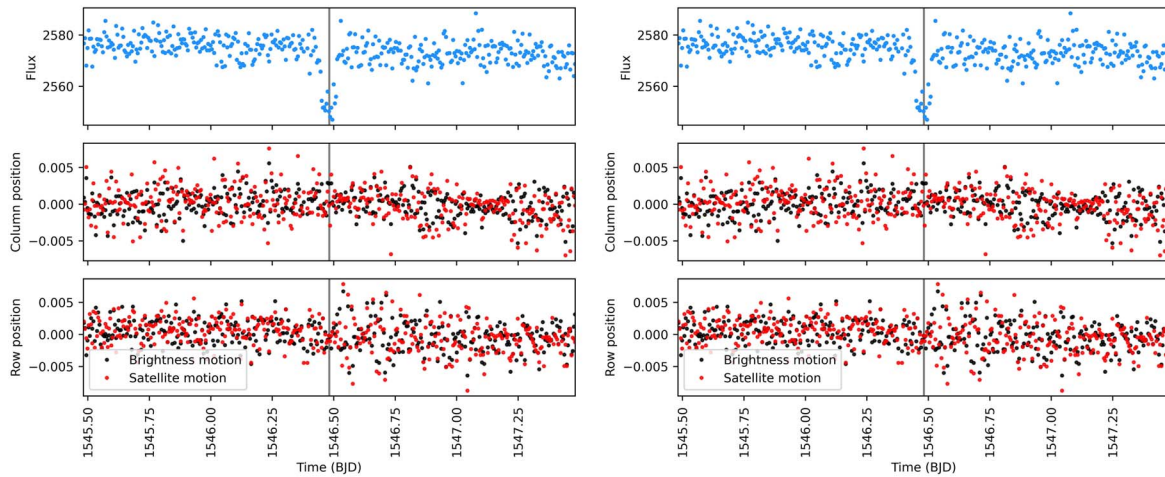 2580
2560
Flux
0.005
0.000
−0.005
Column position
0.005
0.000
−0.005
Row position
Brightness motion
Satellite motion
1545.50
1545.75
1546.00
1546.25
1546.50
1546.75
1547.00
1547.25
Time (BJD)
2580
2560
Flux
0.005
0.000
−0.005
Column position
0.005
0.000
−0.005
Row position
Brightness motion
Satellite motion
1545.50
1545.75
1546.00
1546.25
1546.50
1546.75
1547.00
1547.25
Time (BJD)